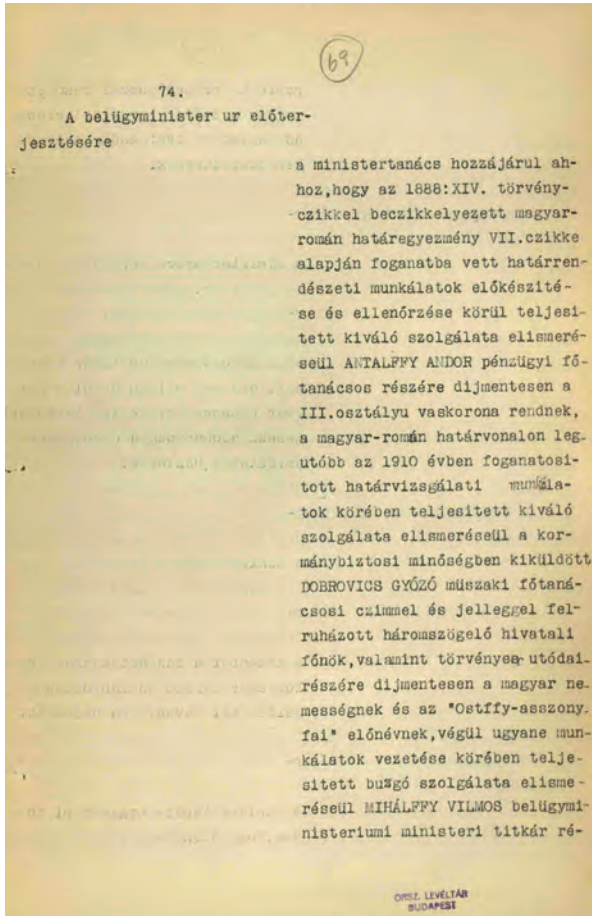 69
74.
A belügyminister ur előter-
jesztésére
a ministertanács hozzájárul ah-
hoz,hogy az 1888:XIV. törvény-
czikkel beczikkelyezett magyar-
román határegyezmény VII.czikke
alapján foganatba vett határren-
dészeti munkálatok előkészité-
se és ellenőrzése körül teljesi-
tett kiváló szolgálata elismeré-
seül ANTALFFY ANDOR pénzügyi fő-
tanácsos részére dijmentesen a
III.osztályu vaskorona rendnek,
a magyar-román határvonalon leg-
utóbb az 1910 évben foganatosi-
tott határvizsgálati munkála-
tok körében teljesitett kiváló
szolgálata elismeréseül a kor-
mánybiztosi minőségben kiküldött
DOBROVICS GYŐZŐ müszaki főtaná-
csosi czimmel és jelleggel fel-
ruházott háromszögelő hivatali
főnök,valamint törvényes utódai-
részére dijmentesen a magyar ne-
mességnek és az "Ostffy-asszony-
fai" előnévnek,végül ugyane mun-
kálatok vezetése körében telje-
sitett buzgó szolgálata elisme-
réseül MIHÁLFFY VILMOS belügymi-
nisteriumi ministeri titkár ré-
ORSZ. LEVÉLTÁR
BUDAPEST